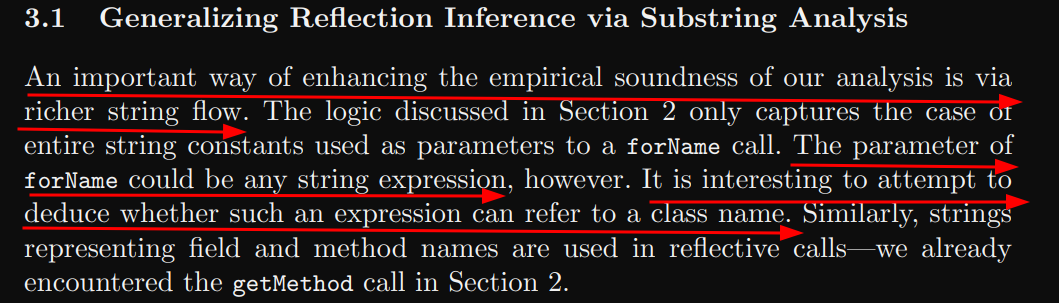 3.1 Generalizing Reflection Inference via Substring Analysis
An important way of enhancing the empirical soundness of our analysis is via
richer string flow. The logic discussed in Section 2 only captures the case of
entire string constants used as parameters to a forName call. The parameter of
forName could be any string expression, however. It is interesting to attempt to
deduce whether such an expression can refer to a class name. Similarly, strings
representing field and method names are used in reflective calls—we already
encountered the getMethod call in Section 2.